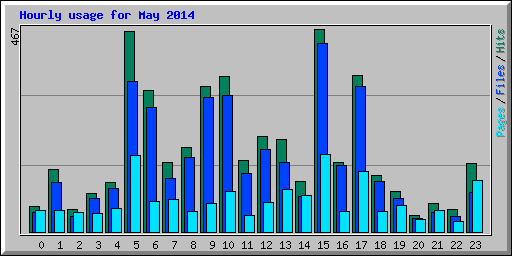 Hourly usage for May 2014
467
Pages / Files / Hits
0 1 2 3 4 5 6 7 8 9 10 11 12 13 14 15 16 17 18 19 20 21 22 23